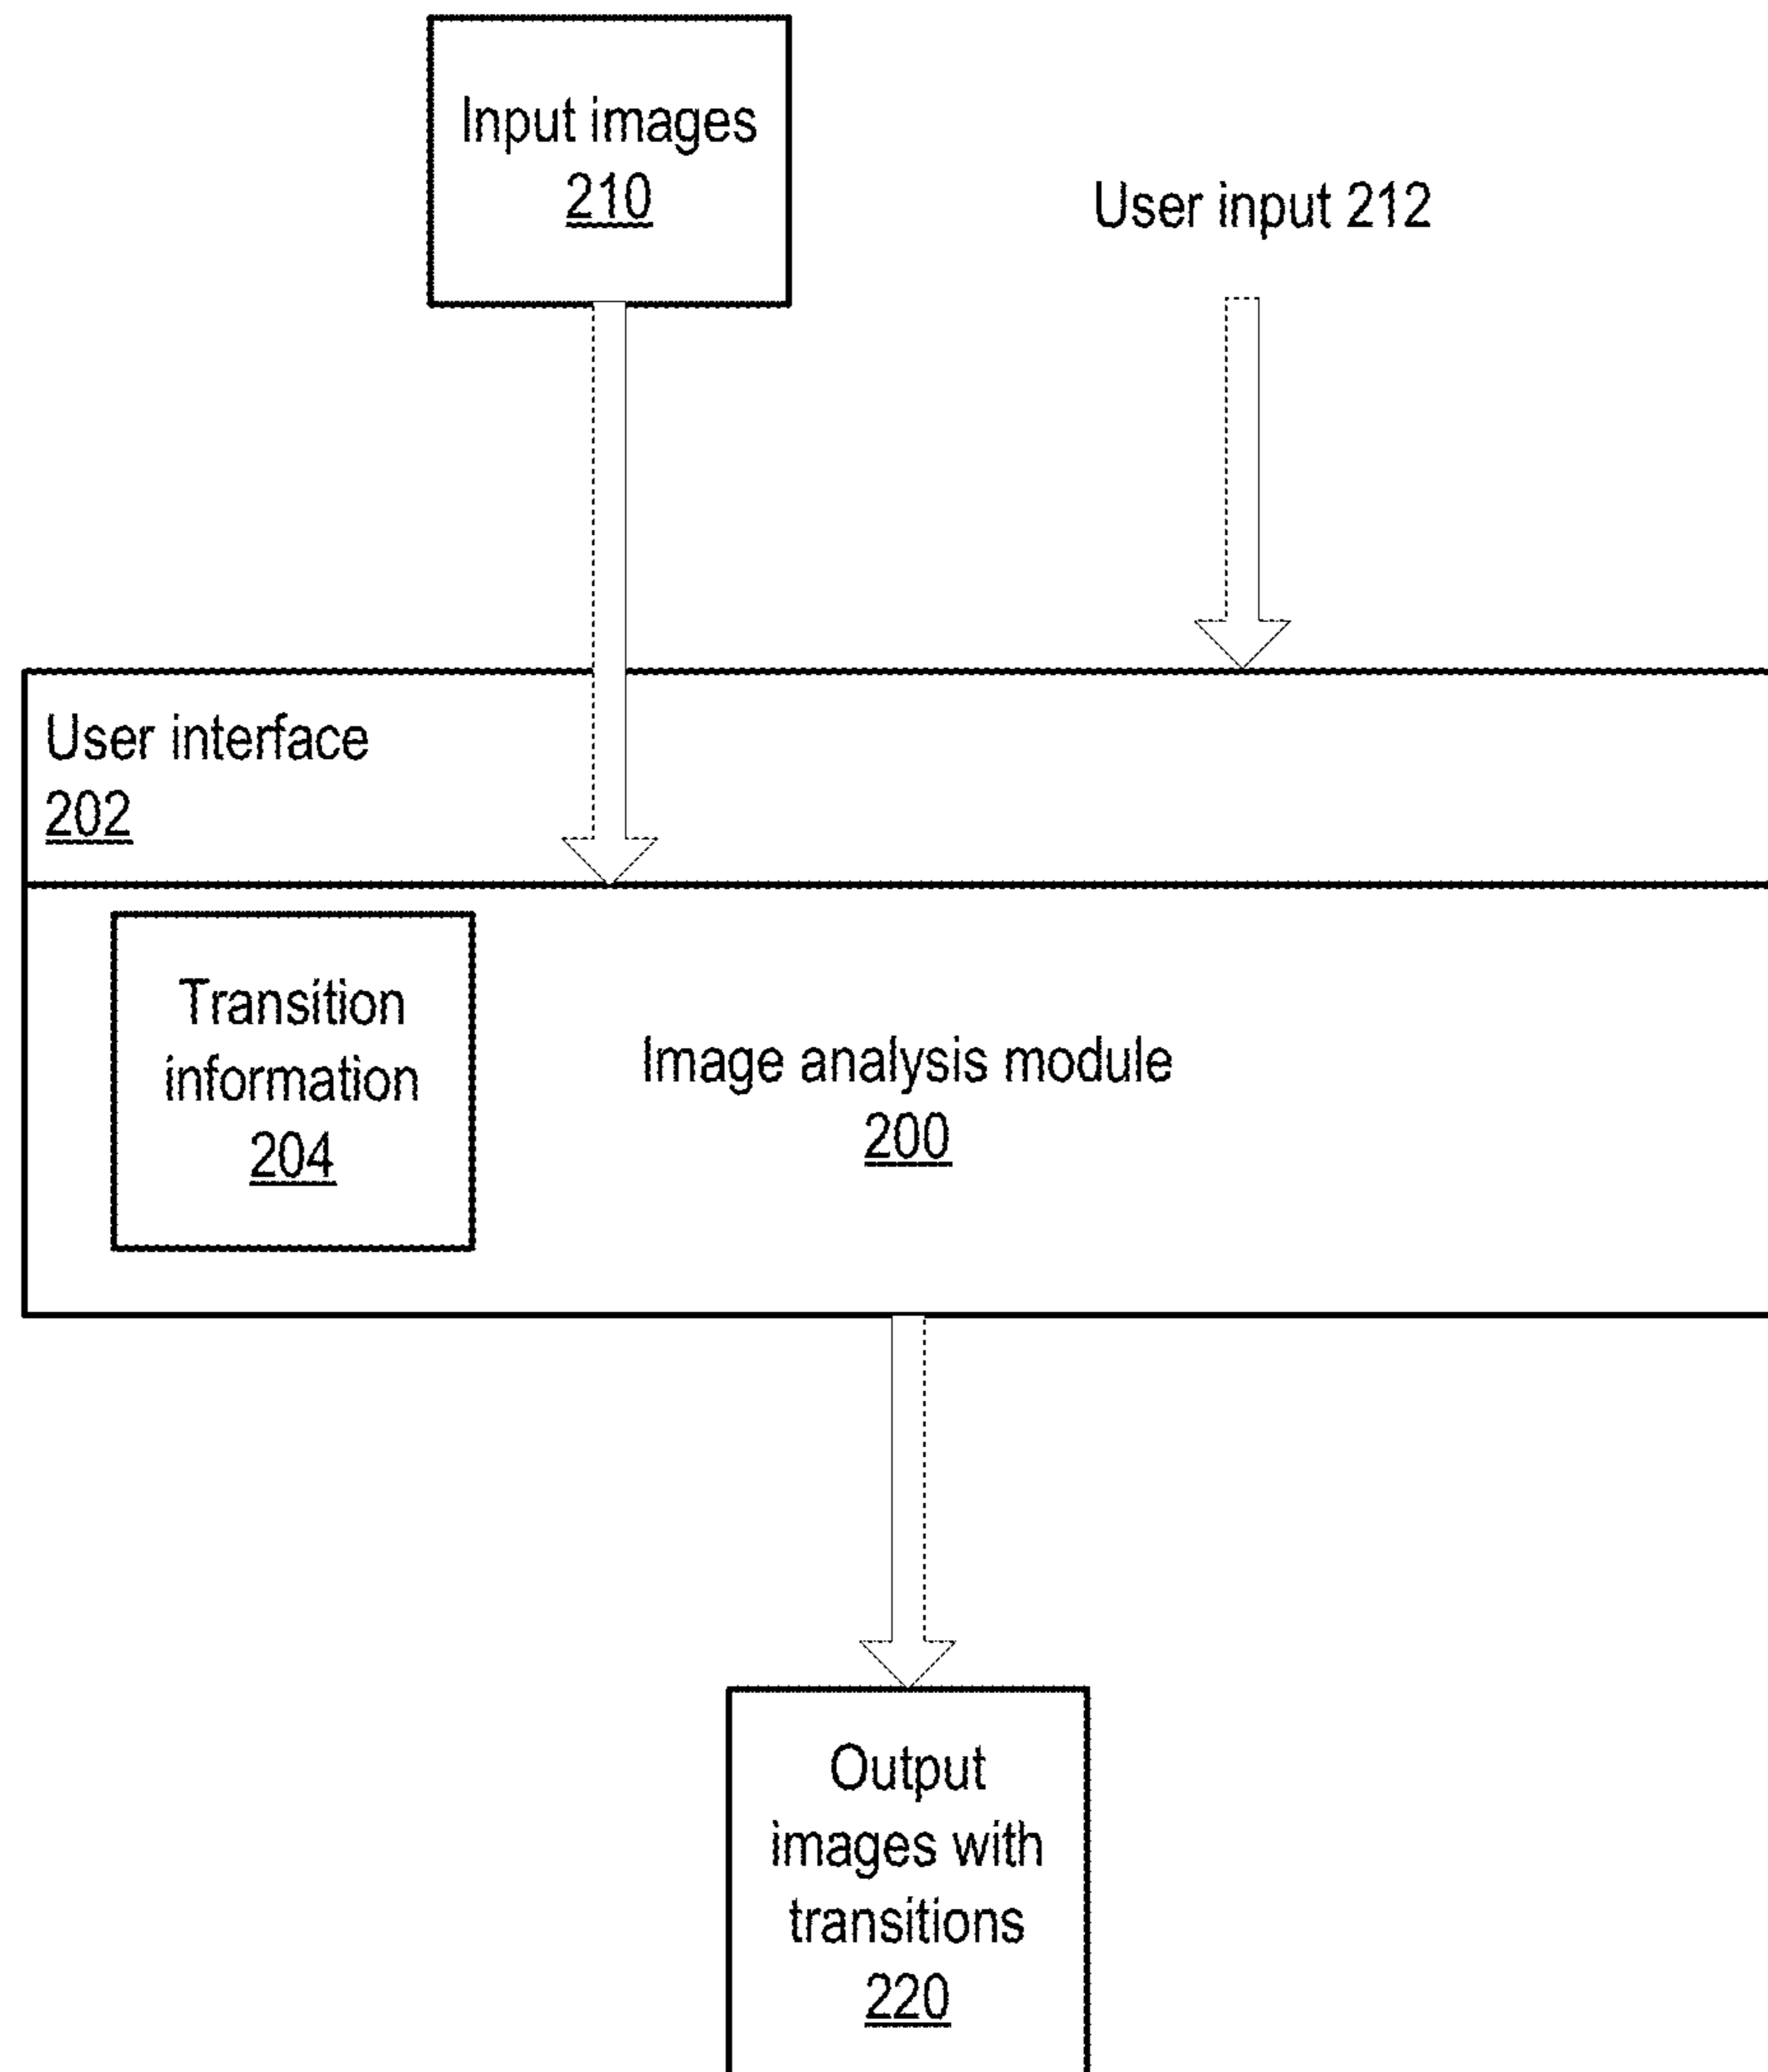 Input images
210
User input 212
User interface
202
Transition
information
204
Image analysis module
200
Output
images with
transitions
220